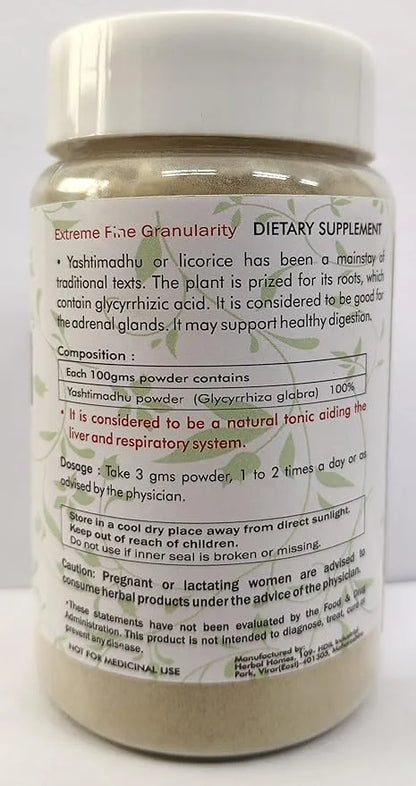 Extreme Fine Granularity DIETARY SUPPLEMENT
• Yashtimadhu or licorice has been a mainstay of
traditional texts. The plant is prized for its roots, which
contain glycyrrhizic acid. It is considered to be good for
the adrenal glands. It may support healthy digestion.
Composition :
Each 100gms powder contains
Yashtimadhu powder (Glycyrrhiza glabra) 100%
• It is considered to be a natural tonic aiding the
liver and respiratory system.
Dosage : Take 3 gms powder, 1 to 2 times a day or as
advised by the physician.
Store in a cool dry place away from direct sunlight.
Keep out of reach of children.
Do not use if inner seal is broken or missing.
Caution: Pregnant or lactating women are advised to
consume herbal products under the advice of the physician.
*These statements have not been evaluated by the Food & Drug
Administration. This product is not intended to diagnose, treat, cure or
prevent any disease.
NOT FOR MEDICINAL USE
Manufactured by:
Herbal Homes, 109, HDIL Industrial
Park, Virar(East)-401305, Maharashtra